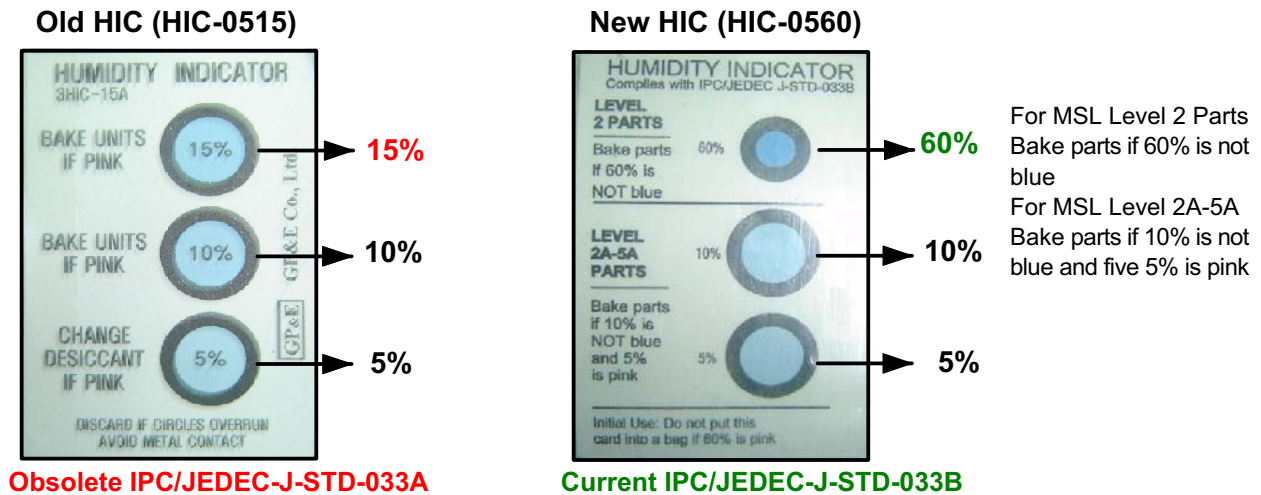 Old HIC (HIC-0515)
HUMIDITY INDICATOR
3HIC-15A
BAKE UNITS
IF PINK
15%
15%
BAKE UNITS
IF PINK
10%
10%
CHANGE
DESICCANT
IF PINK
5%
5%
GP&E Co., Ltd
GP&E
DISCARD IF CIRCLES OVERRUN
AVOID METAL CONTACT
Obsolete IPC/JEDEC-J-STD-033A
New HIC (HIC-0560)
HUMIDITY INDICATOR
Complies with IPC/JEDEC J-STD-033B
LEVEL
2 PARTS
Bake parts
If 60% is
NOT blue
60%
60%
LEVEL
2A-5A
PARTS
10%
10%
Bake parts
if 10% is
NOT blue
and 5%
is pink
5%
5%
Initial Use: Do not put this
card into a bag if 60% is pink
Current IPC/JEDEC-J-STD-033B
For MSL Level 2 Parts
Bake parts if 60% is not
blue
For MSL Level 2A-5A
Bake parts if 10% is not
blue and five 5% is pink